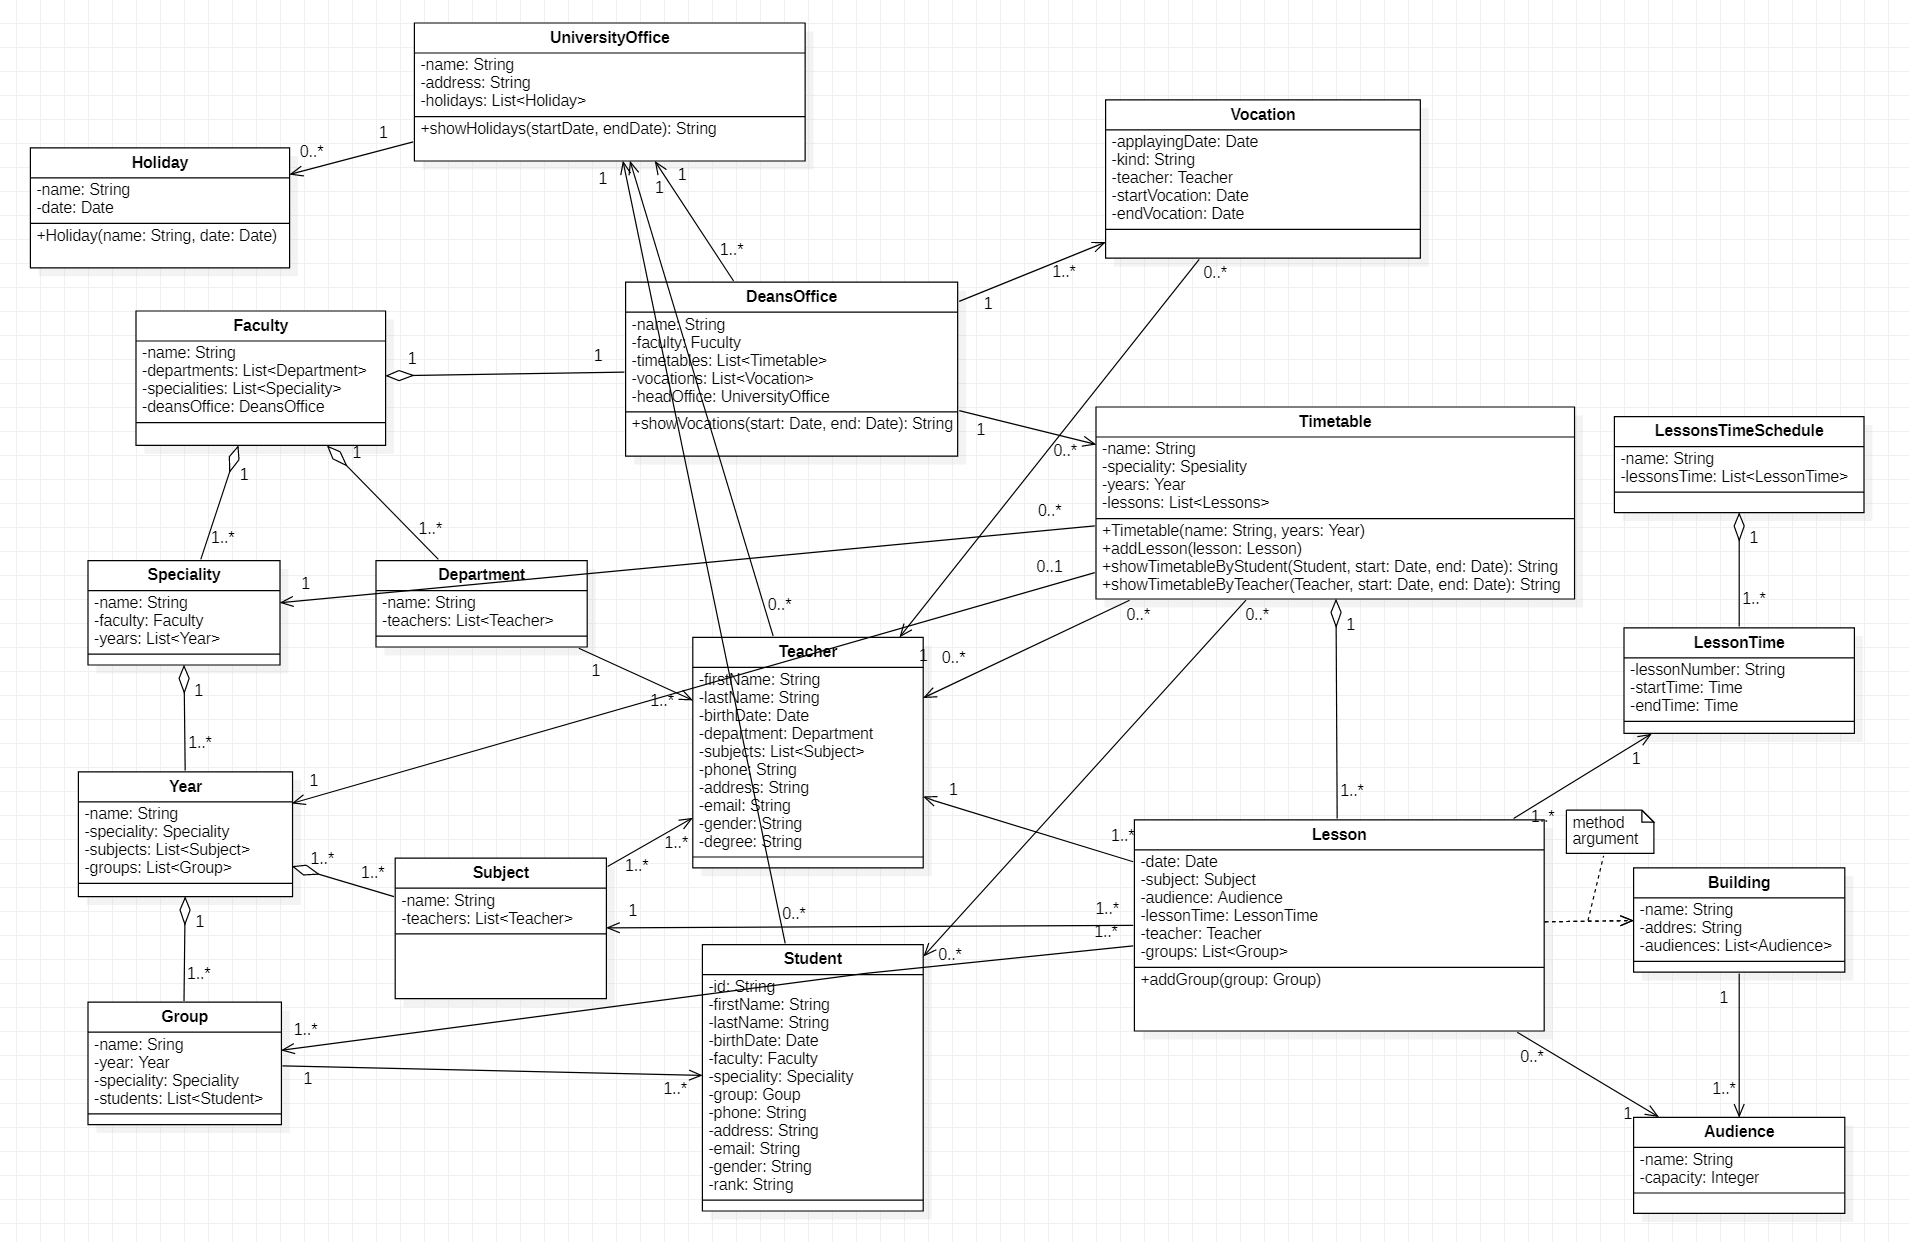 UniversityOffice
-name: String
-address: String
-holidays: List<Holiday>
+showHolidays(startDate, endDate): String
1
0..*
1
1
1
1..*
Holiday
-name: String
-date: Date
+Holiday(name: String, date: Date)
Vocation
-applayingDate: Date
-kind: String
-teacher: Teacher
-startVocation: Date
-endVocation: Date
1..*
1
0..*
DeansOffice
-name: String
-faculty: Fuculty
-timetables: List<Timetable>
-vocations: List<Vocation>
-headOffice: UniversityOffice
+showVocations(start: Date, end: Date): String
1
0..*
Faculty
-name: String
-departments: List<Department>
-specialities: List<Speciality>
-deansOffice: DeansOffice
1
1
1
1..*
1
1..*
Timetable
-name: String
-speciality: Spesiality
-years: Year
-lessons: List<Lessons>
+Timetable(name: String, years: Year)
+addLesson(lesson: Lesson)
+showTimetableByStudent(Student, start: Date, end: Date): String
+showTimetableByTeacher(Teacher, start: Date, end: Date): String
0..*
0..1
0..*
0..*
1
1..*
LessonsTimeSchedule
-name: String
-lessonsTime: List<LessonTime>
1
1..*
LessonTime
-lessonNumber: String
-startTime: Time
-endTime: Time
1
1..*
Speciality
-name: String
-faculty: Faculty
-years: List<Year>
1
1
1..*
Department
-name: String
-teachers: List<Teacher>
1
1..*
Teacher
-firstName: String
-lastName: String
-birthDate: Date
-department: Department
-subjects: List<Subject>
-phone: String
-address: String
-email: String
-gender: String
-degree: String
0..*
1
0..*
1
1..*
Year
-name: String
-speciality: Speciality
-subjects: List<Subject>
-groups: List<Group>
1
1..*
1..*
1
1..*
Subject
-name: String
-teachers: List<Teacher>
1..*
1..*
1
1..*
Lesson
-date: Date
-subject: Subject
-audience: Audience
-lessonTime: LessonTime
-teacher: Teacher
-groups: List<Group>
+addGroup(group: Group)
1..*
0..*
1
method
argument
Building
-name: String
-addres: String
-audiences: List<Audience>
1
1..*
Audience
-name: String
-capacity: Integer
Group
-name: Sring
-year: Year
-speciality: Speciality
-students: List<Student>
1..*
1
1..*
Student
-id: String
-firstName: String
-lastName: String
-birthDate: Date
-faculty: Faculty
-speciality: Speciality
-group: Goup
-phone: String
-address: String
-email: String
-gender: String
-rank: String
0..*
0..*